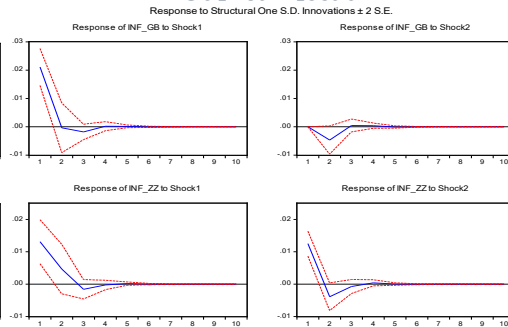 Response to Structural One S.D. Innovations ± 2 S.E.
Response of INF_GB to Shock1
.03
.02
.01
.00
-.01
1 2 3 4 5 6 7 8 9 10
Response of INF_GB to Shock2
.03
.02
.01
.00
-.01
1 2 3 4 5 6 7 8 9 10
Response of INF_ZZ to Shock1
.02
.01
.00
-.01
1 2 3 4 5 6 7 8 9 10
Response of INF_ZZ to Shock2
.02
.01
.00
-.01
1 2 3 4 5 6 7 8 9 10